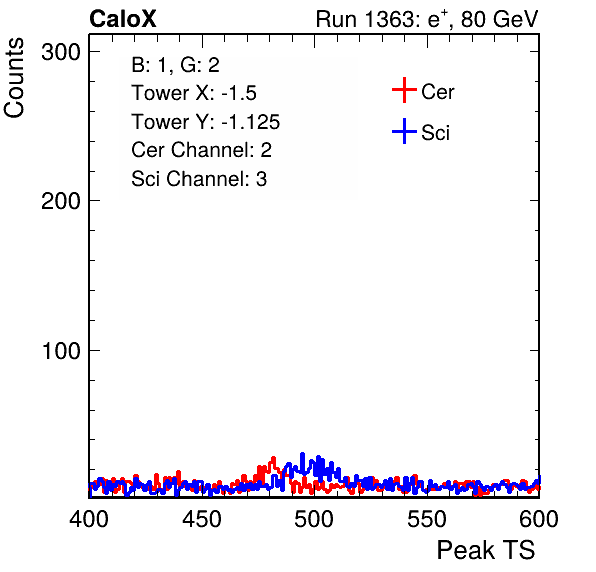 CaloX Run 1363: e⁺, 80 GeV
Counts
300
200
100
B: 1, G: 2
Tower X: -1.5
Tower Y: -1.125
Cer Channel: 2
Sci Channel: 3
Cer
Sci
400 450 500 550 600
Peak TS